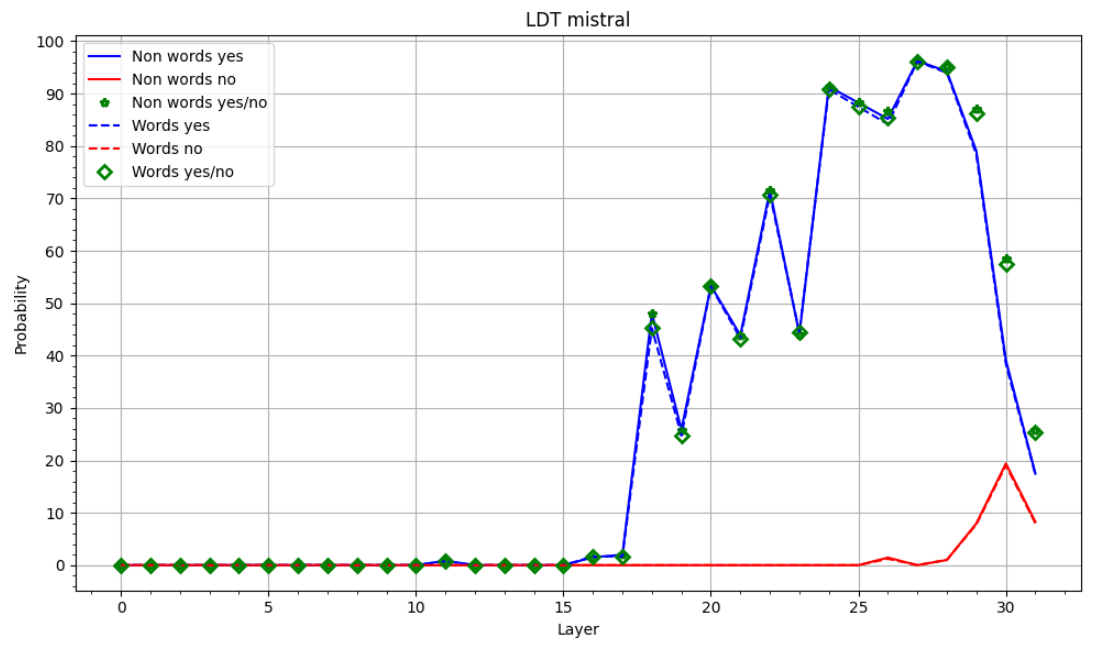 LDT mistral
Non words yes
Non words no
Non words yes/no
Words yes
Words no
Words yes/no
100
90
80
70
60
50
40
30
20
10
0
Probability
0 5 10 15 20 25 30
Layer